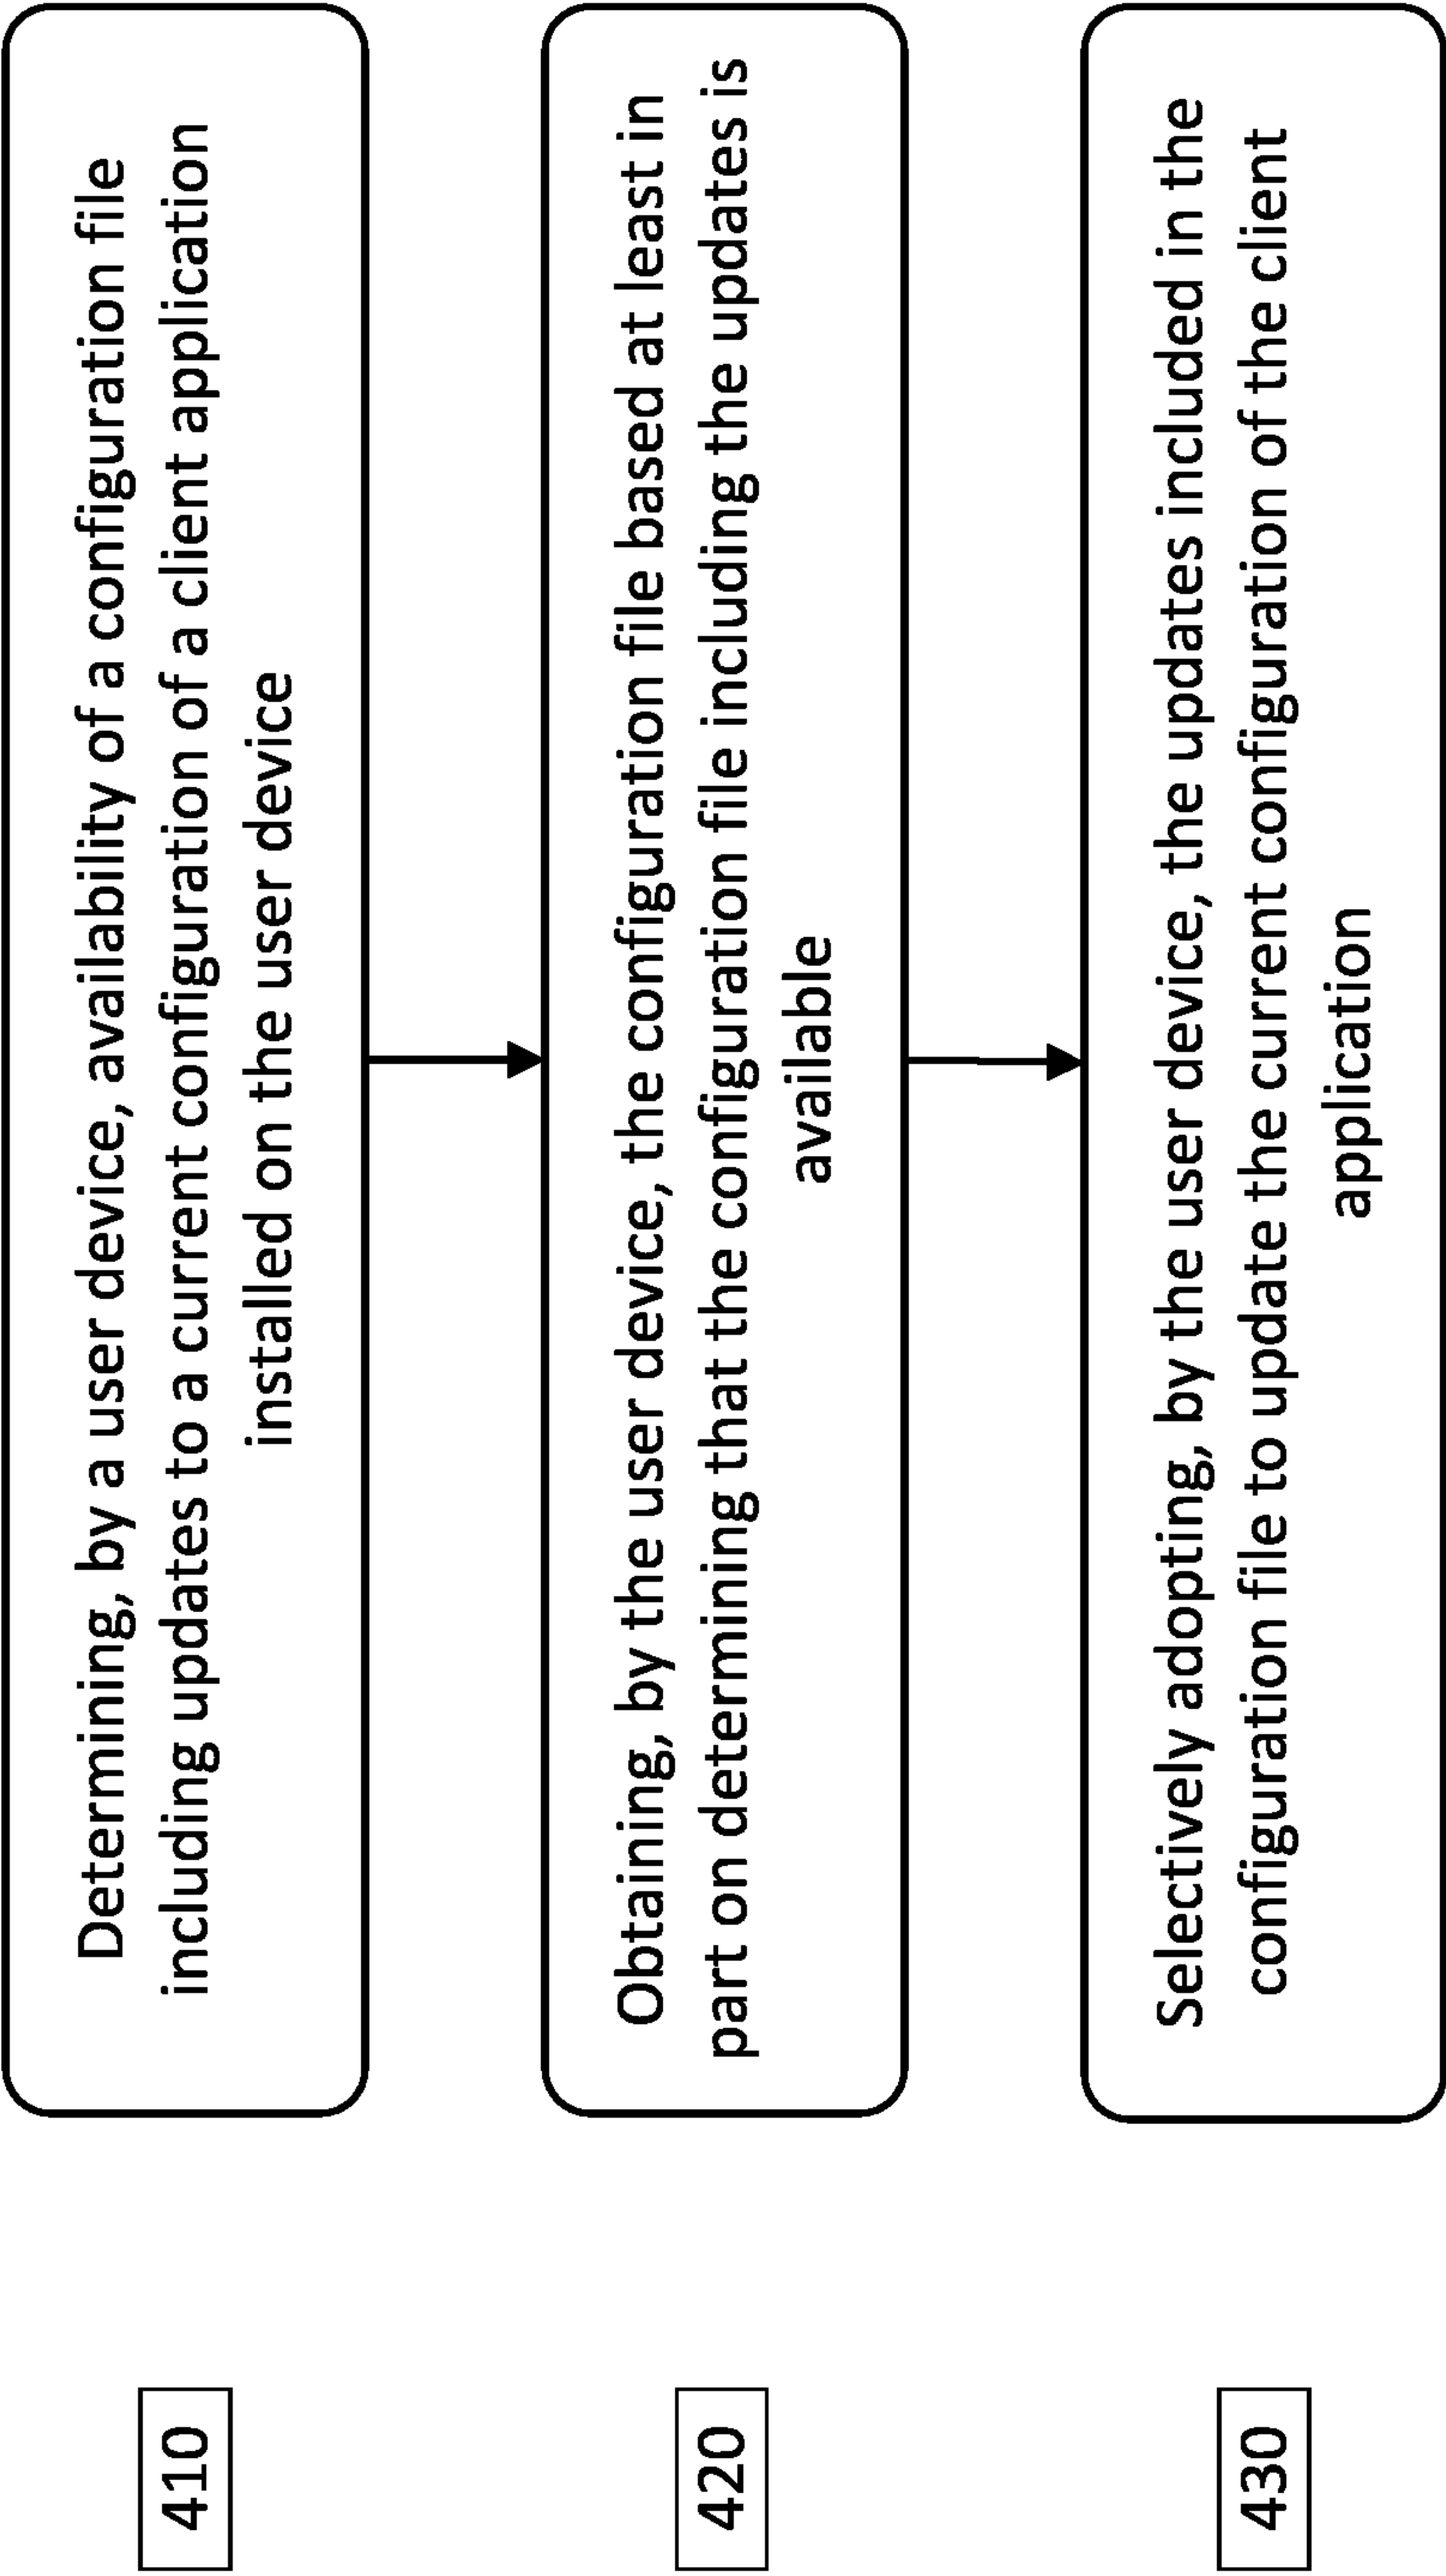 410
Determining, by a user device, availability of a configuration file
including updates to a current configuration of a client application
installed on the user device
420
Obtaining, by the user device, the configuration file based at least in
part on determining that the configuration file including the updates is
available
430
Selectively adopting, by the user device, the updates included in the
configuration file to update the current configuration of the client
application